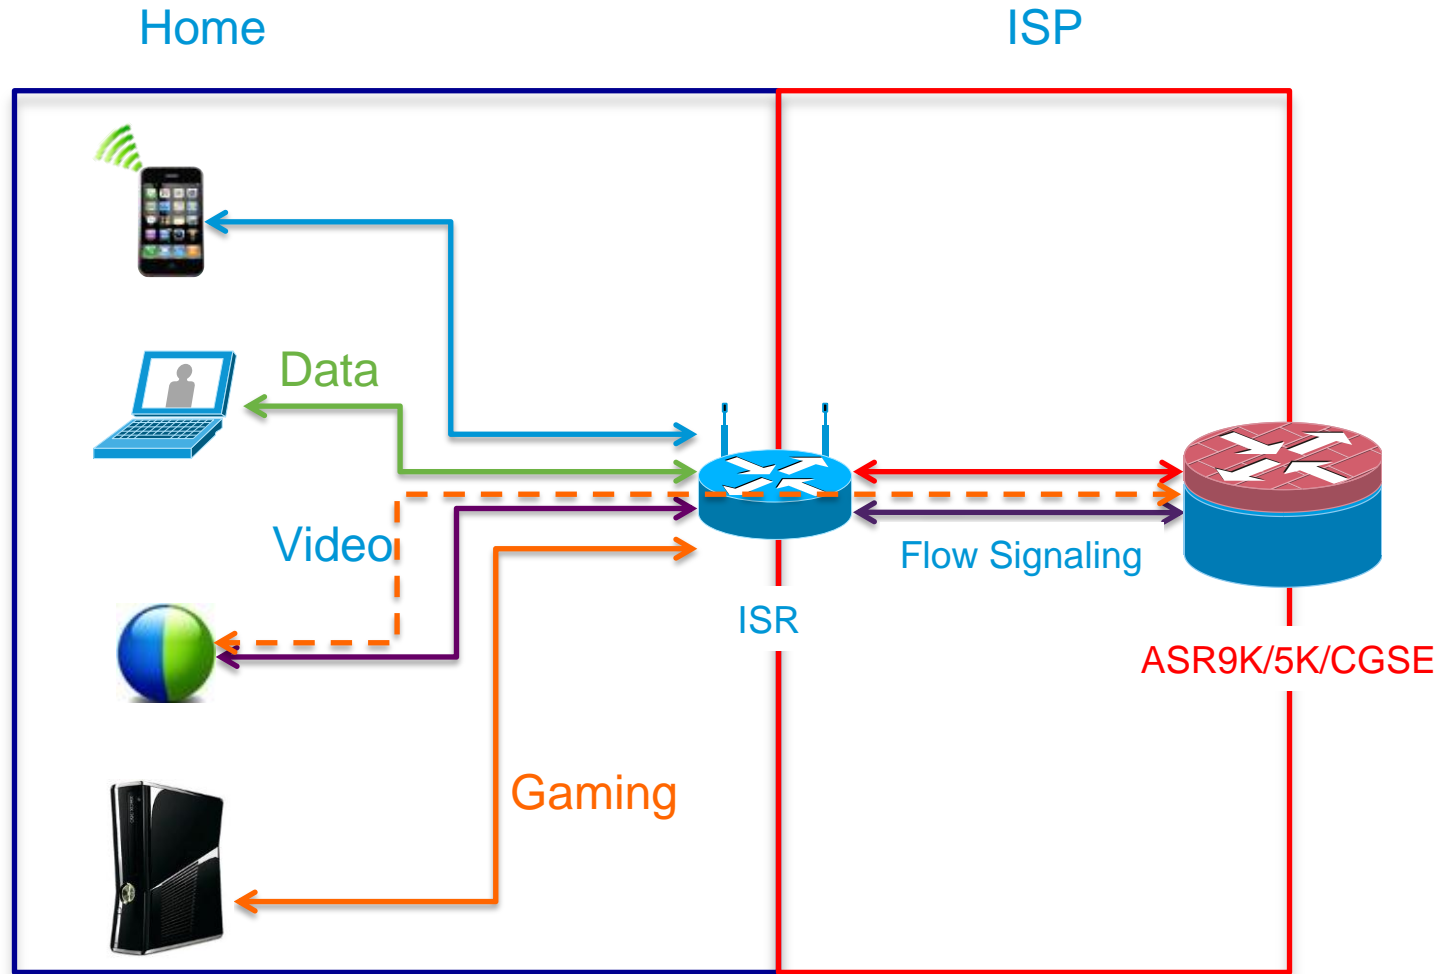 Home
ISP
Data
Video
Flow Signaling
ISR
ASR9K/5K/CGSE
Gaming